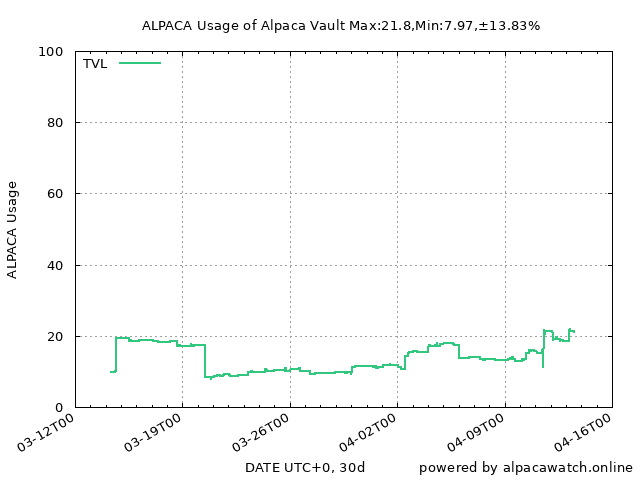 ALPACA Usage of Alpaca Vault Max:21.8,Min:7.97,±13.83%
TVL
100
80
60
40
20
0
ALPACA Usage
03-12T00
03-19T00
03-26T00
04-02T00
04-09T00
04-16T00
DATE UTC+0, 30d
powered by alpacawatch.online